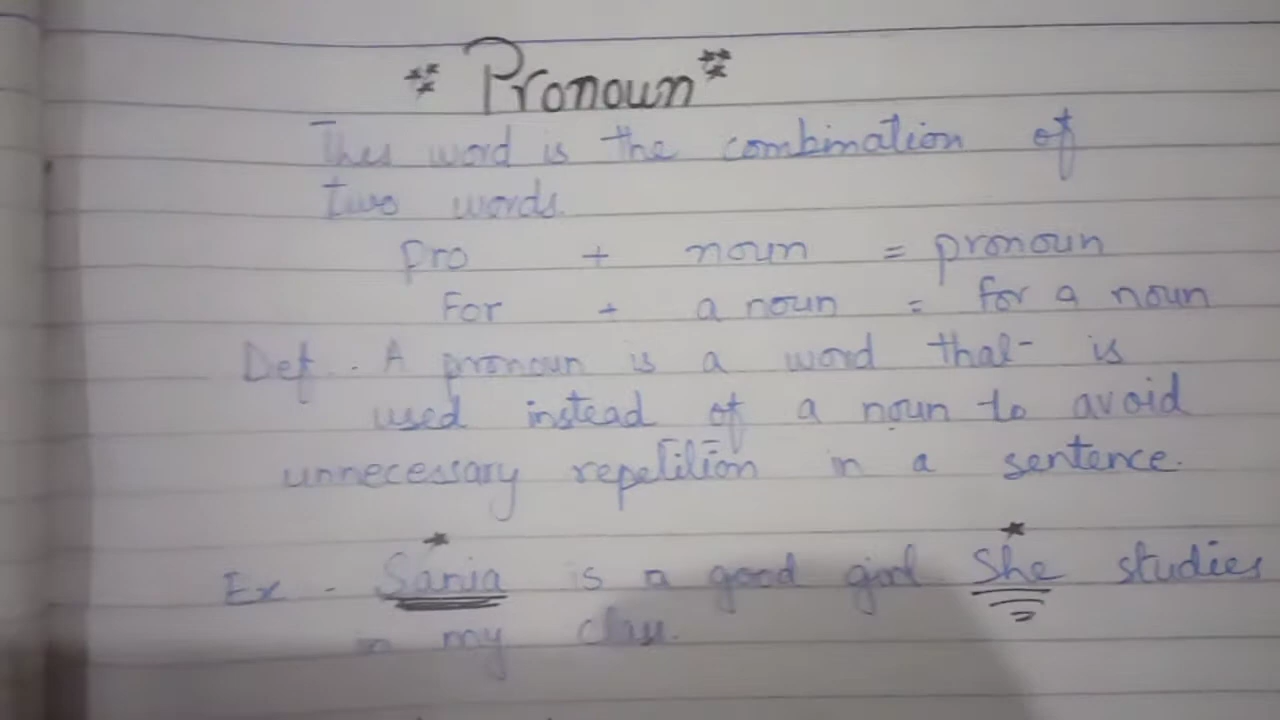 Pronoun
This word is the combination of
two words.
Pro + noun = pronoun
For + a noun = for a noun
Def. A pronoun is a word that is
used instead of a noun to avoid
unnecessary repetition in a sentence.
Ex - Sania is a good girl She studies
in my class.